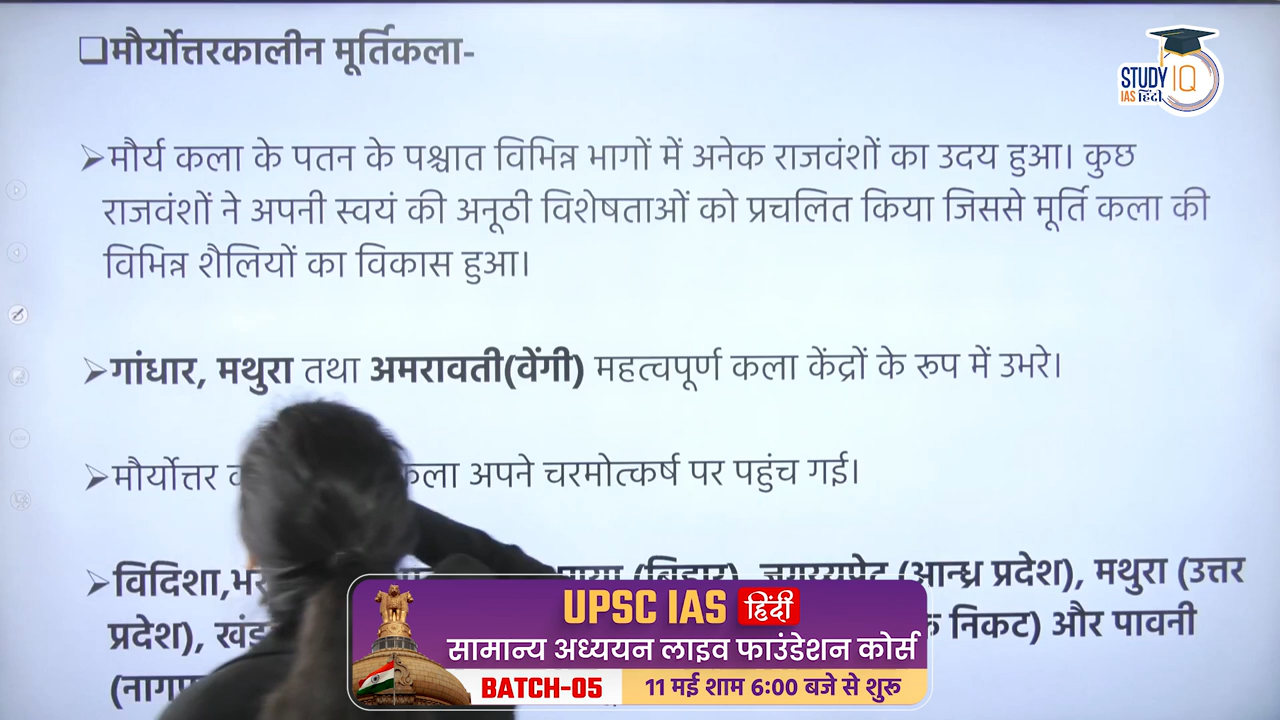 ❑मौर्योत्तरकालीन मूर्तिकला-
STUDY IQ
IAS हिंदी
➢मौर्य कला के पतन के पश्चात विभिन्न भागों में अनेक राजवंशों का उदय हुआ। कुछ
राजवंशों ने अपनी स्वयं की अनूठी विशेषताओं को प्रचलित किया जिससे मूर्ति कला की
विभिन्न शैलियों का विकास हुआ।
➢गांधार, मथुरा तथा अमरावती(वेंगी) महत्वपूर्ण कला केंद्रों के रूप में उभरे।
➢मौर्योत्तर कला अपने चरमोत्कर्ष पर पहुंच गई।
➢विदिशा, (बिहार), (आन्ध्र प्रदेश), मथुरा (उत्तर
प्रदेश), निकट) और पावनी
UPSC IAS हिंदी
सामान्य अध्ययन लाइव फाउंडेशन कोर्स
BATCH-05 11 मई शाम 6:00 बजे से शुरू